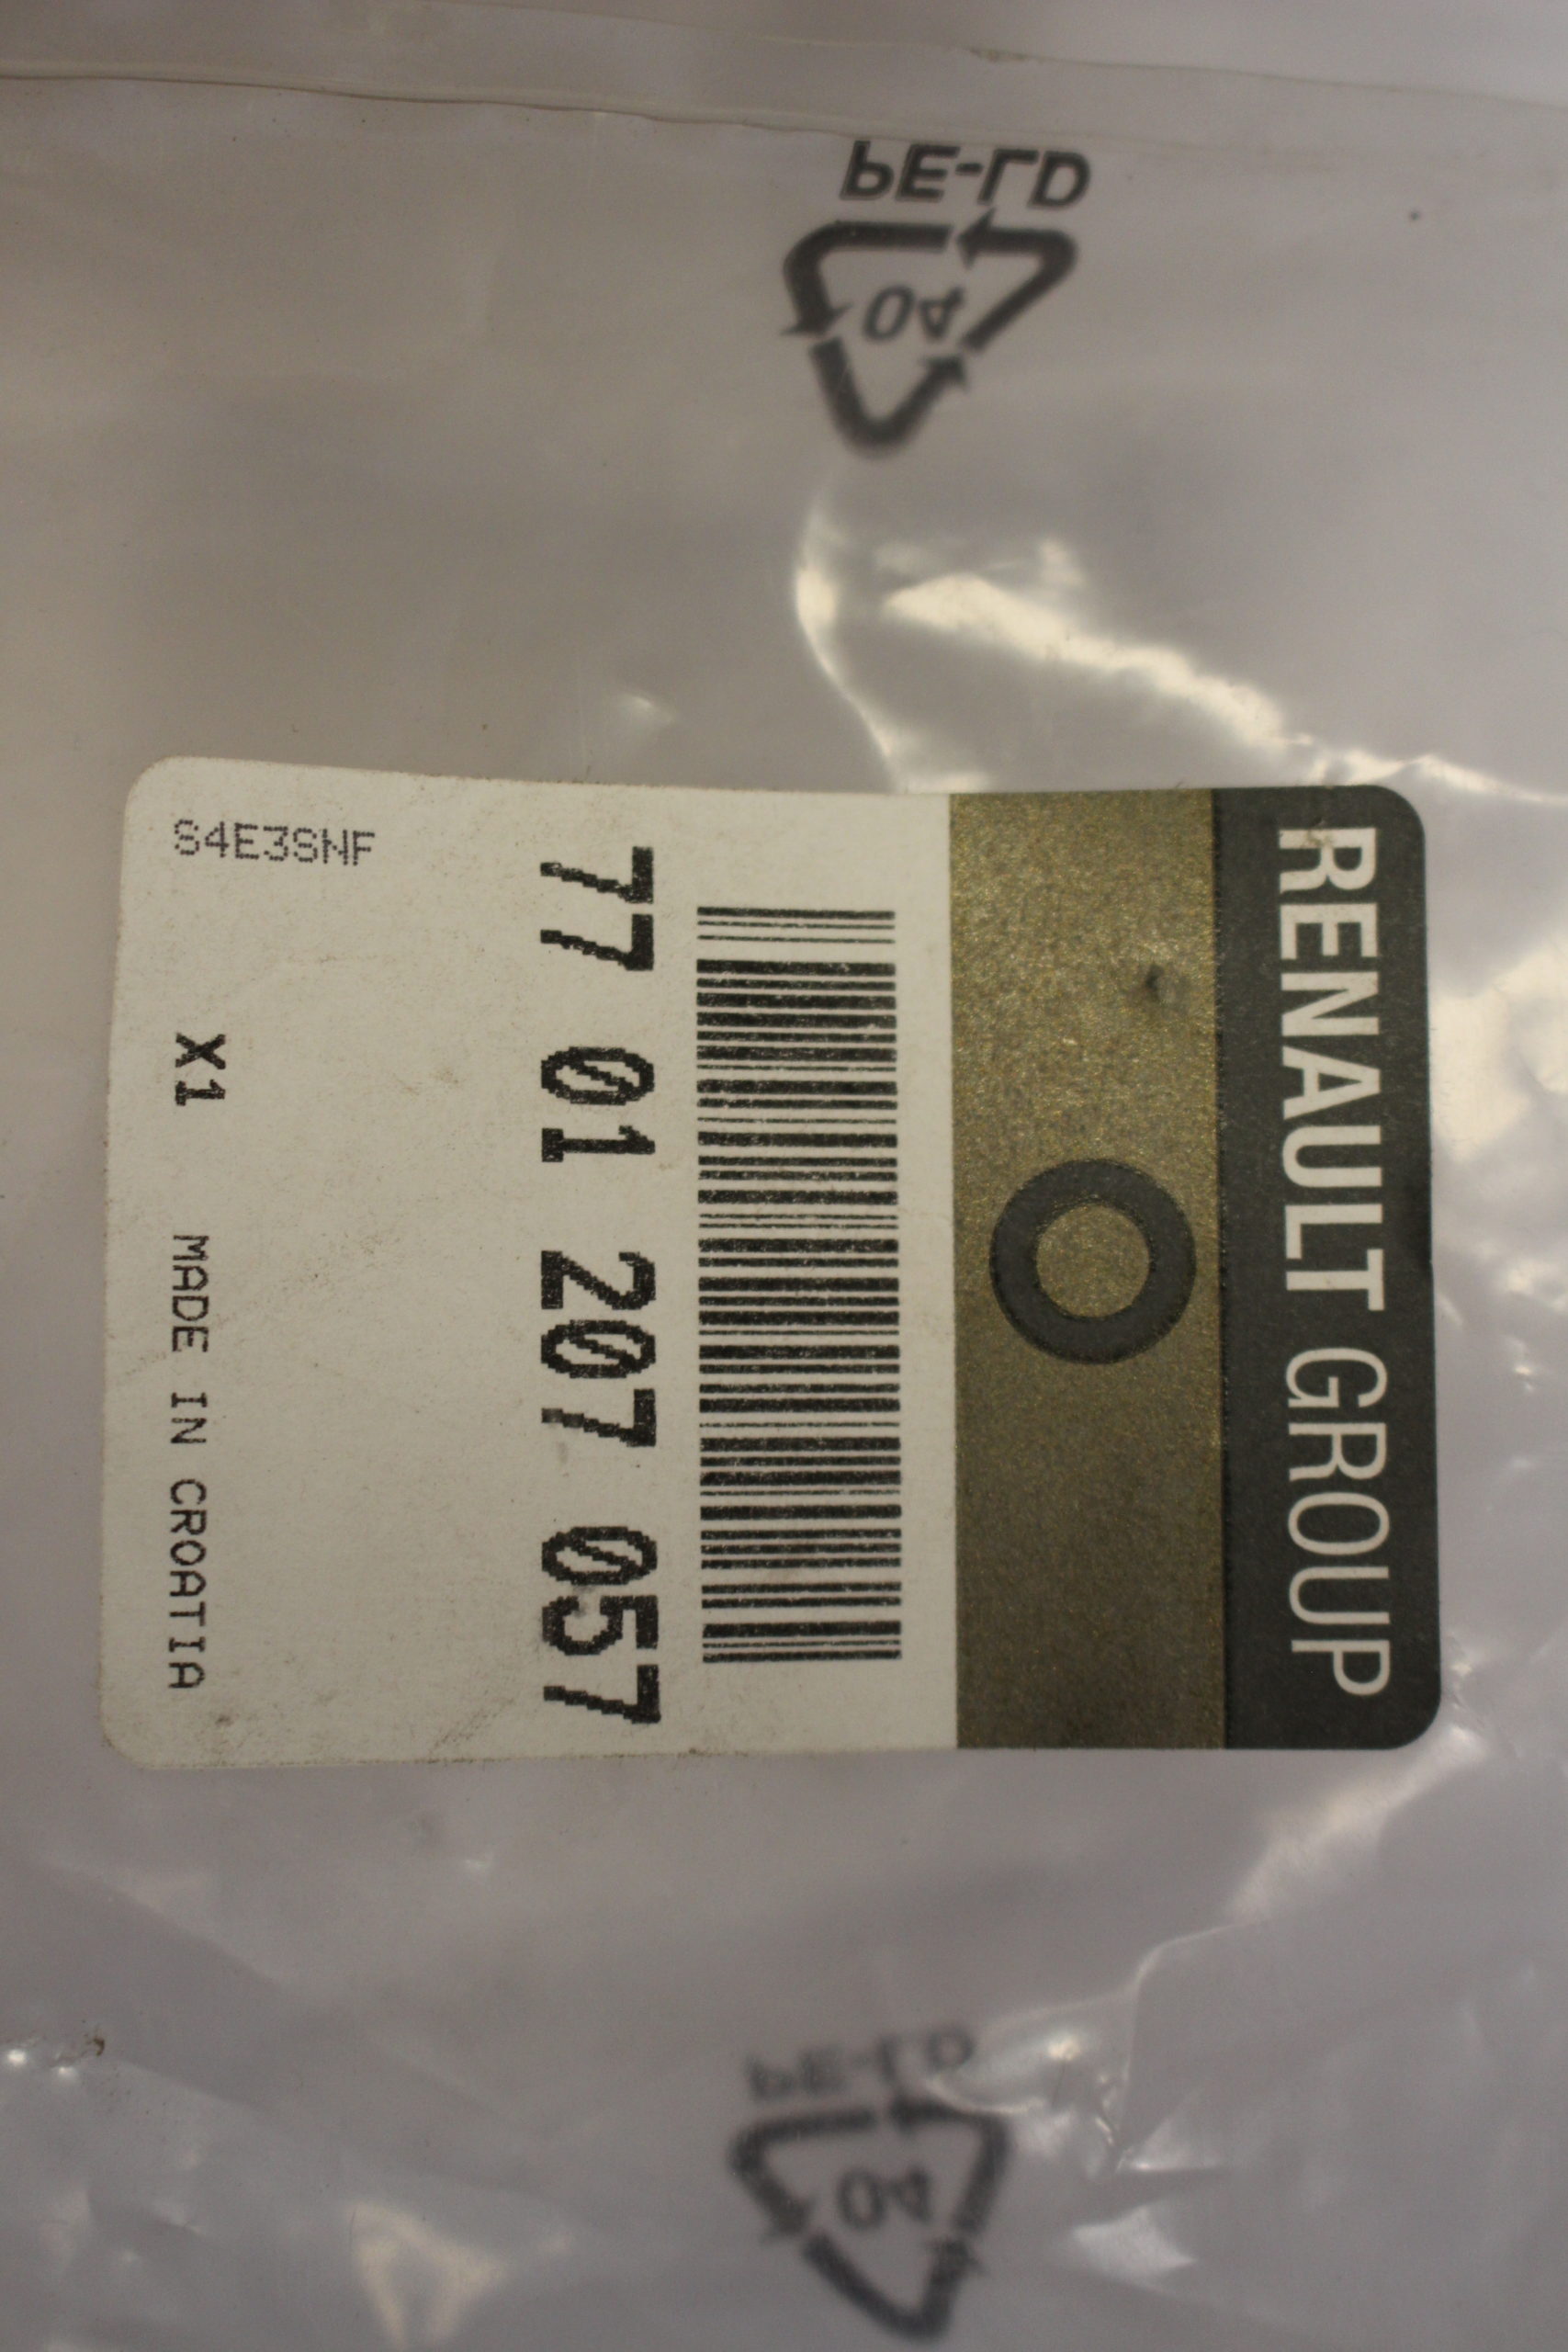 PE-LD
04
RENAULT GROUP
77 01 207 057
S4E3SNF
X1 MADE IN CROATIA
PE-LD
04